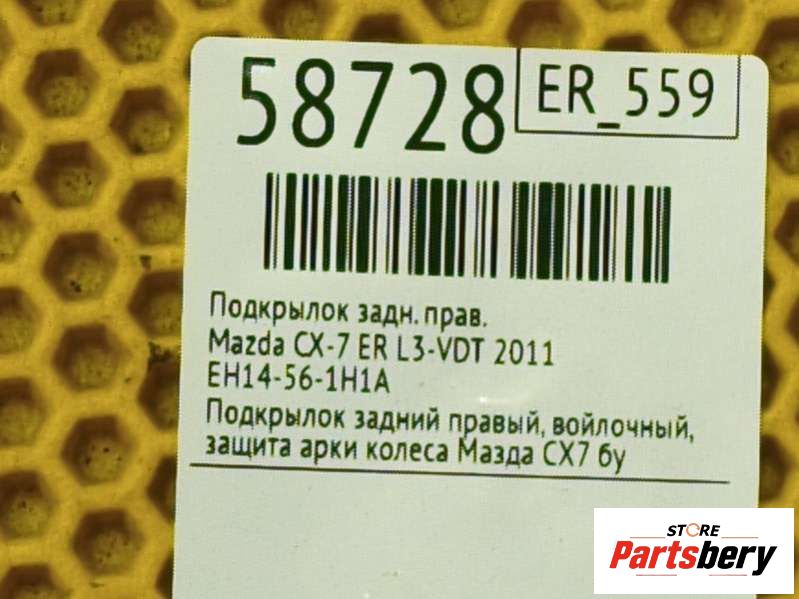 58728
ER_559
Подкрылок задн. прав.
Mazda CX-7 ER L3-VDT 2011
EH14-56-1H1A
Подкрылок задний правый, войлочный,
защита арки колеса Мазда СХ7 бу
STORE
Partsbery